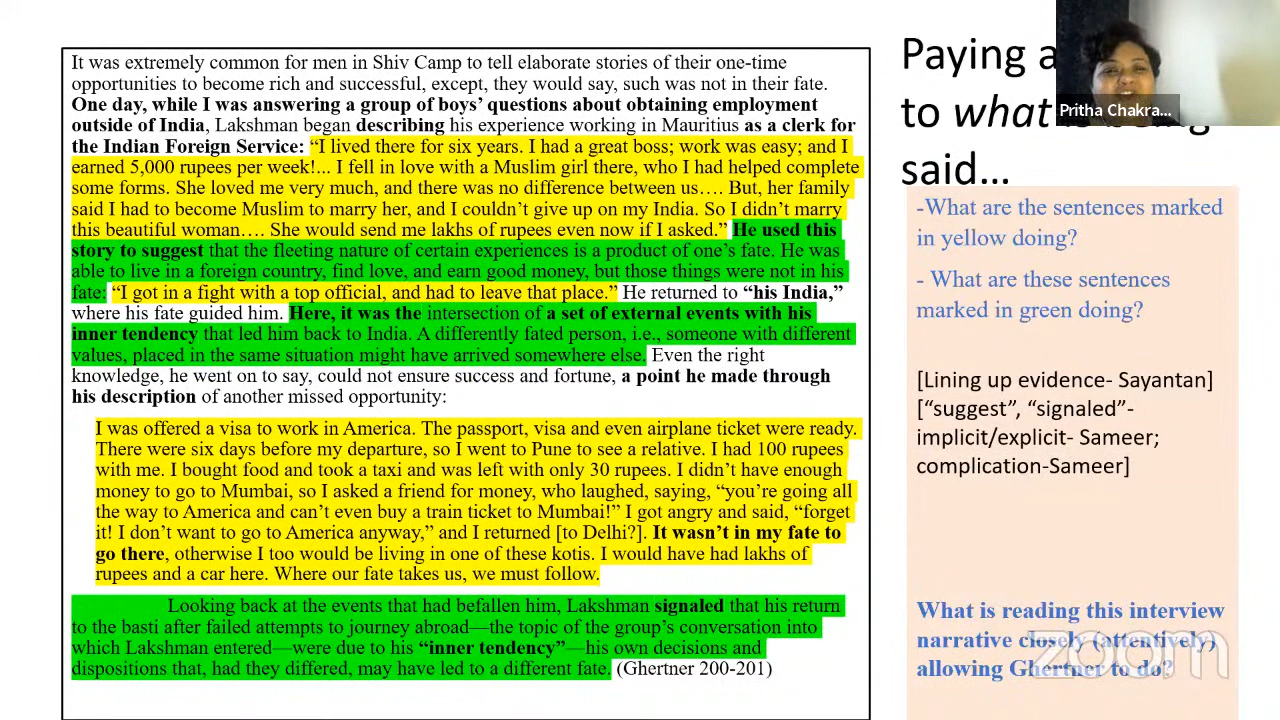 It was extremely common for men in Shiv Camp to tell elaborate stories of their one-time
opportunities to become rich and successful, except, they would say, such was not in their fate.
One day, while I was answering a group of boys’ questions about obtaining employment
outside of India, Lakshman began describing his experience working in Mauritius as a clerk for
the Indian Foreign Service: “I lived there for six years. I had a great boss; work was easy; and I
earned 5,000 rupees per week!... I fell in love with a Muslim girl there, who I had helped complete
some forms. She loved me very much, and there was no difference between us…. But, her family
said I had to become Muslim to marry her, and I couldn’t give up on my India. So I didn’t marry
this beautiful woman…. She would send me lakhs of rupees even now if I asked.” He used this
story to suggest that the fleeting nature of certain experiences is a product of one’s fate. He was
able to live in a foreign country, find love, and earn good money, but those things were not in his
fate: “I got in a fight with a top official, and had to leave that place.” He returned to “his India,”
where his fate guided him. Here, it was the intersection of a set of external events with his
inner tendency that led him back to India. A differently fated person, i.e., someone with different
values, placed in the same situation might have arrived somewhere else. Even the right
knowledge, he went on to say, could not ensure success and fortune, a point he made through
his description of another missed opportunity:
I was offered a visa to work in America. The passport, visa and even airplane ticket were ready.
There were six days before my departure, so I went to Pune to see a relative. I had 100 rupees
with me. I bought food and took a taxi and was left with only 30 rupees. I didn’t have enough
money to go to Mumbai, so I asked a friend for money, who laughed, saying, “you’re going all
the way to America and can’t even buy a train ticket to Mumbai!” I got angry and said, “forget
it! I don’t want to go to America anyway,” and I returned [to Delhi?]. It wasn’t in my fate to
go there, otherwise I too would be living in one of these kotis. I would have had lakhs of
rupees and a car here. Where our fate takes us, we must follow.
Looking back at the events that had befallen him, Lakshman signaled that his return
to the basti after failed attempts to journey abroad—the topic of the group’s conversation into
which Lakshman entered—were due to his “inner tendency”—his own decisions and
dispositions that, had they differed, may have led to a different fate. (Ghertner 200-201)
Paying a
to what
said…
Pritha Chakra...
-What are the sentences marked
in yellow doing?
- What are these sentences
marked in green doing?
[Lining up evidence- Sayantan]
[“suggest”, “signaled”-
implicit/explicit- Sameer;
complication-Sameer]
What is reading this interview
narrative closely (attentively)
allowing Ghertner to do?
zoom